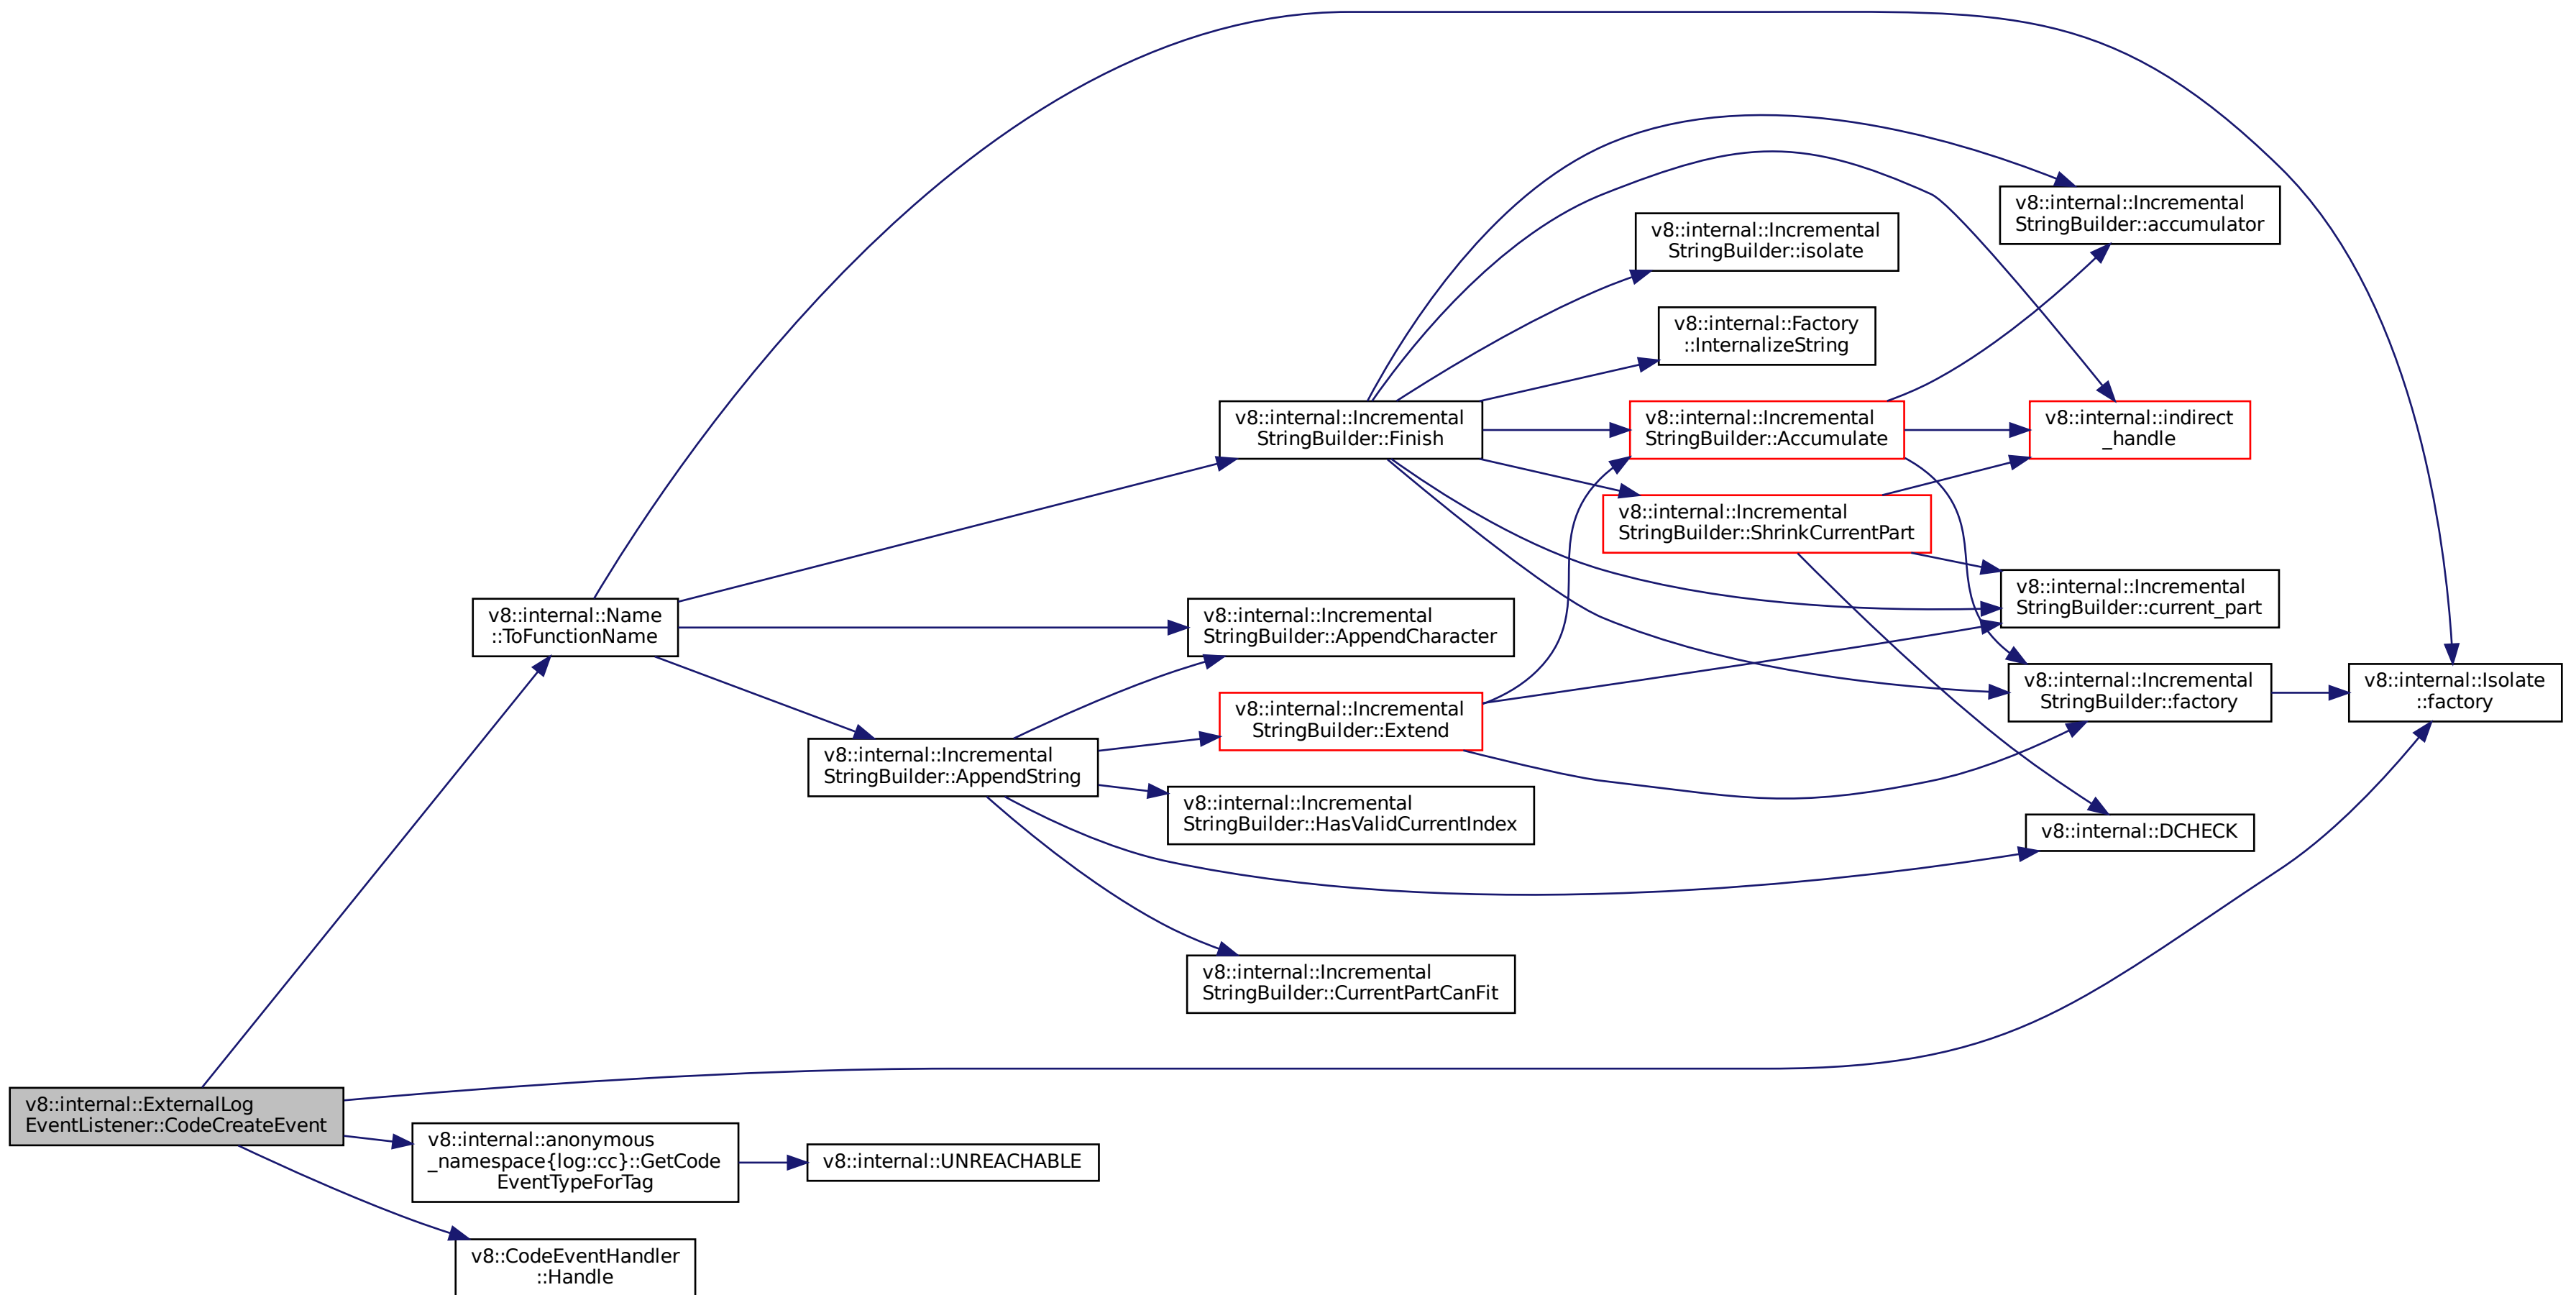 v8::internal::Incremental
StringBuilder::accumulator
v8::internal::Incremental
StringBuilder::isolate
v8::internal::Factory
::InternalizeString
v8::internal::Incremental
StringBuilder::Finish
v8::internal::Incremental
StringBuilder::Accumulate
v8::internal::indirect
_handle
v8::internal::Incremental
StringBuilder::ShrinkCurrentPart
v8::internal::Incremental
StringBuilder::current_part
v8::internal::Name
::ToFunctionName
v8::internal::Incremental
StringBuilder::AppendCharacter
v8::internal::Incremental
StringBuilder::factory
v8::internal::Isolate
::factory
v8::internal::Incremental
StringBuilder::Extend
v8::internal::Incremental
StringBuilder::AppendString
v8::internal::Incremental
StringBuilder::HasValidCurrentIndex
v8::internal::DCHECK
v8::internal::Incremental
StringBuilder::CurrentPartCanFit
v8::internal::ExternalLog
EventListener::CodeCreateEvent
v8::internal::anonymous
_namespace{log::cc}::GetCode
EventTypeForTag
v8::internal::UNREACHABLE
v8::CodeEventHandler
::Handle